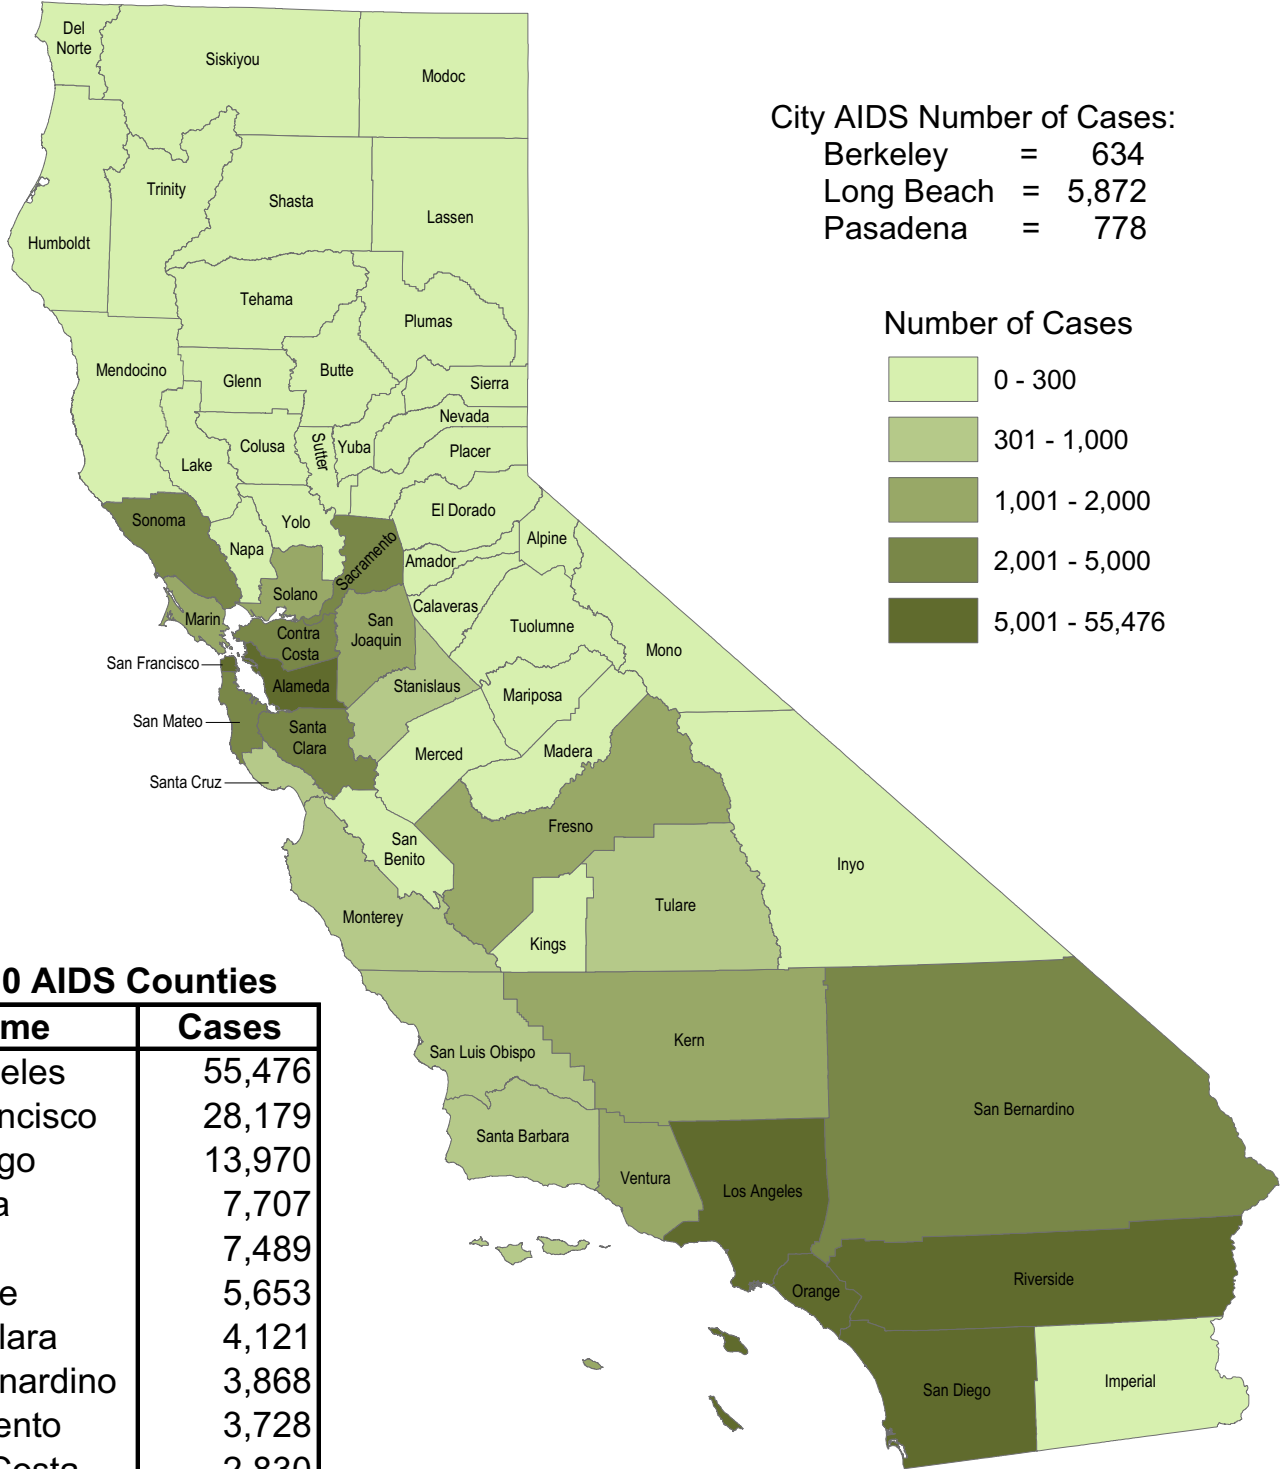 Del
Norte
Siskiyou
Modoc
City AIDS Number of Cases:
Berkeley = 634
Long Beach = 5,872
Pasadena = 778
Trinity
Shasta
Lassen
Humboldt
Tehama
Plumas
Number of Cases
0 - 300
301 - 1,000
1,001 - 2,000
2,001 - 5,000
5,001 - 55,476
Mendocino
Glenn
Butte
Sierra
Nevada
Colusa
Sutter
Yuba
Placer
Lake
Sonoma
Yolo
El Dorado
Napa
Sacramento
Alpine
Amador
Solano
Calaveras
Marin
San
Joaquin
Tuolumne
Contra
Costa
Mono
San Francisco
Alameda
Stanislaus
Mariposa
San Mateo
Santa
Clara
Merced
Madera
Santa Cruz
Fresno
San
Benito
Inyo
Monterey
Tulare
Kings
0 AIDS Counties
me Cases
eles 55,476
ncisco 28,179
go 13,970
a 7,707
7,489
e 5,653
lara 4,121
nardino 3,868
ento 3,728
Costa 2,830
Kern
San Luis Obispo
San Bernardino
Santa Barbara
Ventura
Los Angeles
Riverside
Orange
San Diego
Imperial